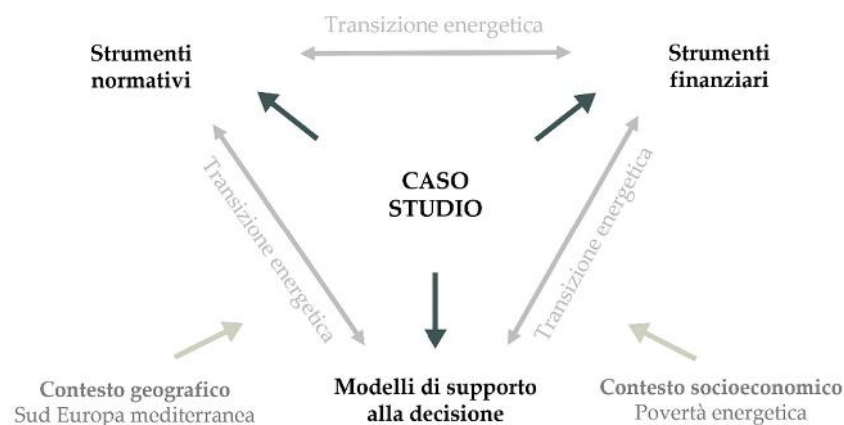 Transizione energetica
Strumenti
normativi
Strumenti
finanziari
CASO
STUDIO
Transizione energetica
Transizione energetica
Contesto geografico
Sud Europa mediterranea
Modelli di supporto
alla decisione
Contesto socioeconomico
Povertà energetica